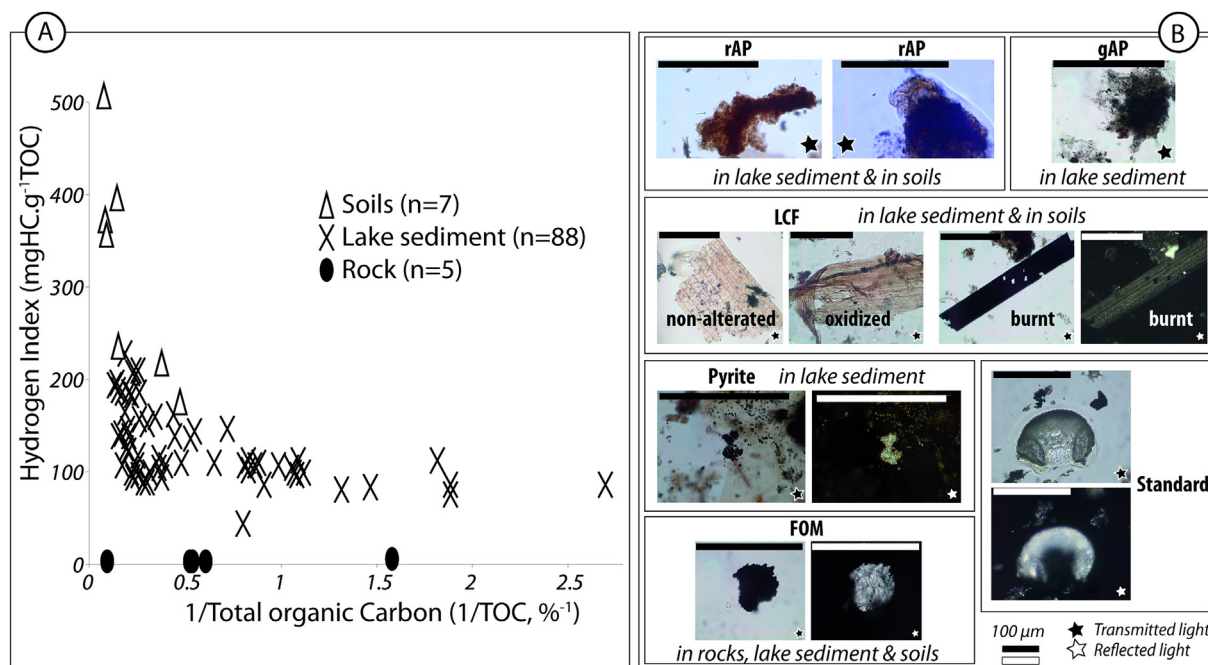 A
Hydrogen Index (mgHC.g⁻¹TOC)
500
400
300
200
100
0
Soils (n=7)
Lake sediment (n=88)
Rock (n=5)
0 0.5 1 1.5 2 2.5
1/Total organic Carbon (1/TOC, %⁻¹)
B
rAP rAP
in lake sediment & in soils
gAP
in lake sediment
LCF in lake sediment & in soils
non-alterated oxidized burnt burnt
Pyrite in lake sediment
Standard
FOM
in rocks, lake sediment & soils
100 µm
Transmitted light
Reflected light